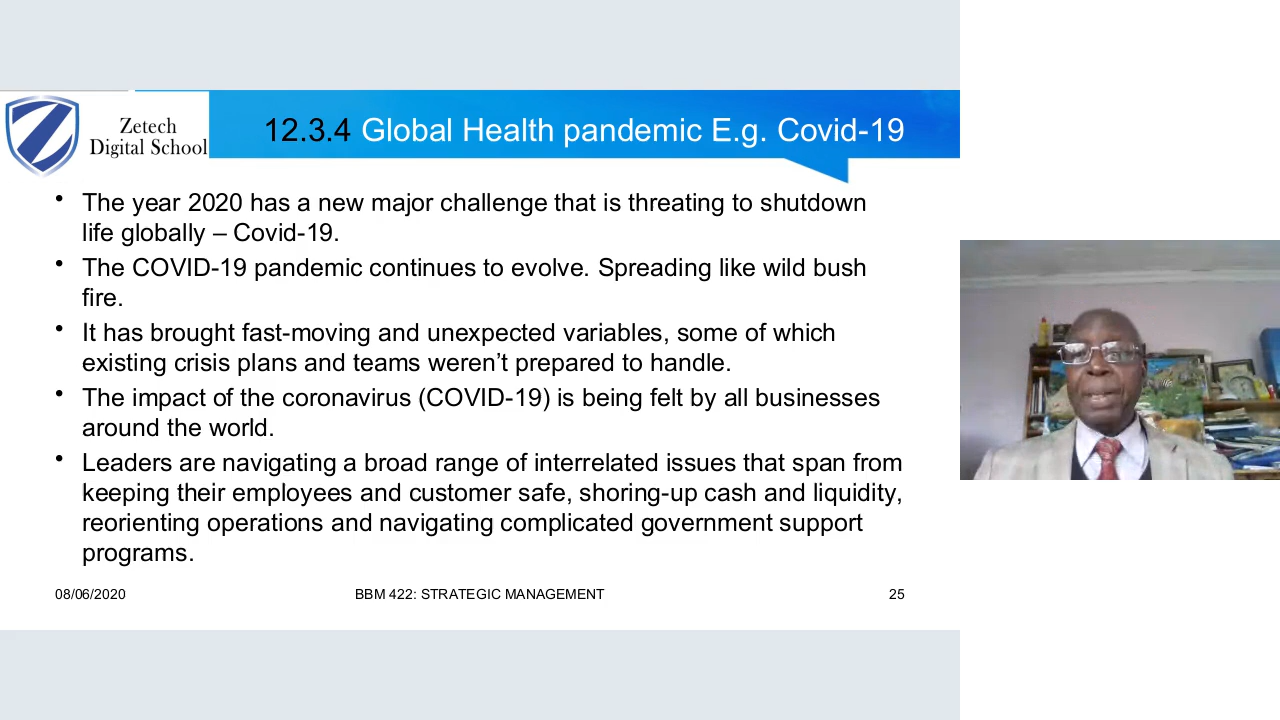 Zetech
Digital School
12.3.4 Global Health pandemic E.g. Covid-19
• The year 2020 has a new major challenge that is threating to shutdown
life globally – Covid-19.
• The COVID-19 pandemic continues to evolve. Spreading like wild bush
fire.
• It has brought fast-moving and unexpected variables, some of which
existing crisis plans and teams weren’t prepared to handle.
• The impact of the coronavirus (COVID-19) is being felt by all businesses
around the world.
• Leaders are navigating a broad range of interrelated issues that span from
keeping their employees and customer safe, shoring-up cash and liquidity,
reorienting operations and navigating complicated government support
programs.
08/06/2020 BBM 422: STRATEGIC MANAGEMENT 25